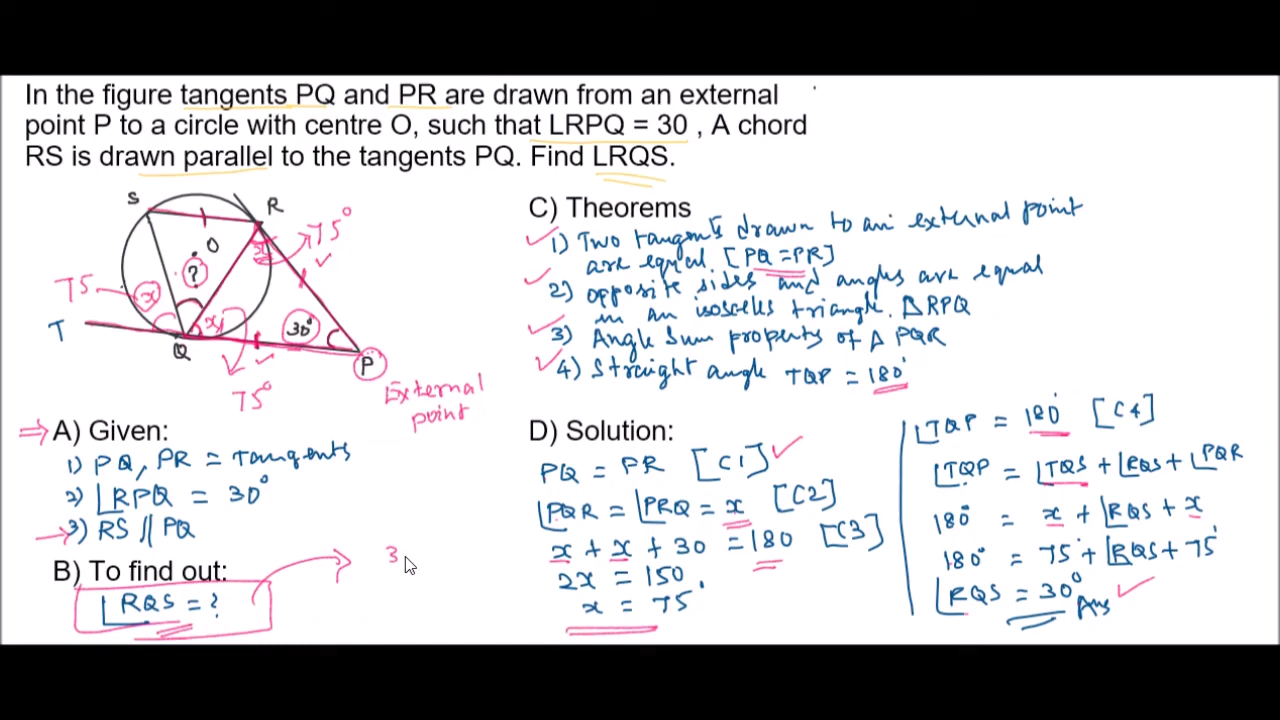 In the figure tangents PQ and PR are drawn from an external
point P to a circle with centre O, such that LRPQ = 30 , A chord
RS is drawn parallel to the tangents PQ. Find LRQS.
S
R
75°
O
x
?
75
x
T
x
30°
Q
P
75°
External
point
A) Given:
1) PQ, PR = Tangents
2) ∠RPQ = 30°
3) RS || PQ
B) To find out:
∠RQS = ?
3
C) Theorems
1) Two tangents drawn to an external point
are equal [PQ = PR]
2) opposite sides and angles are equal
in an isosceles triangle. ΔRPQ
3) Angle Sum property of Δ PQR
4) Straight angle TQP = 180°
D) Solution:
PQ = PR [C1]
∠PQR = ∠PRQ = x [C2]
x + x + 30 = 180 [C3]
2x = 150
x = 75°
∠TQP = 180° [C4]
∠TQP = ∠TQS + ∠RQS + ∠PQR
180° = x + ∠RQS + x
180° = 75° + ∠RQS + 75°
∠RQS = 30°
Ans